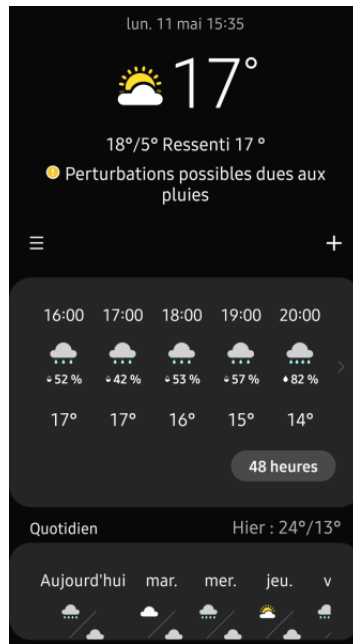 lun. 11 mai 15:35
17°
18°/5° Ressenti 17 °
Perturbations possibles dues aux
pluies
16:00 17:00 18:00 19:00 20:00
52 % 42 % 53 % 57 % 82 %
17° 17° 16° 15° 14°
48 heures
Quotidien Hier : 24°/13°
Aujourd'hui mar. mer. jeu. v